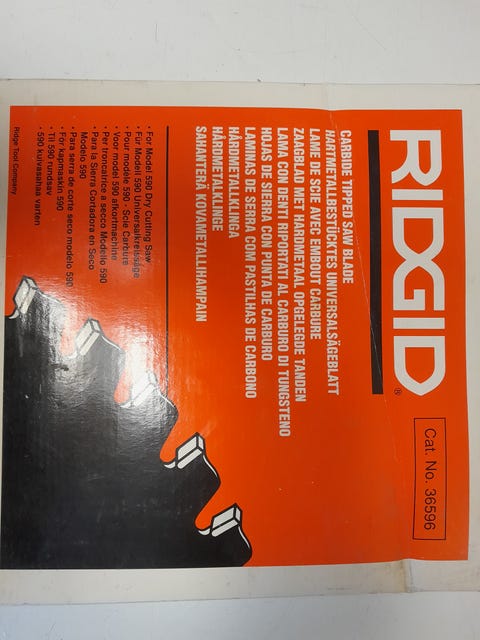 RIDGID®
Cat. No. 36596
CARBIDE TIPPED SAW BLADE
HARTMETALLBESTÜCKTES UNIVERSALSÄGEBLATT
LAME DE SCIE AVEC EMBOUT CARBURE
ZAAGBLAD MET HARDMETAAL OPGELEGDE TANDEN
LAMA CON DENTI RIPORTATI AL CARBURO DI TUNGSTENO
HOJAS DE SIERRA CON PUNTA DE CARBURO
LAMINAS DE SERRA COM PASTILHAS DE CARBONO
HARDMETALKLINGA
HARDMETALKLINGE
SAHANTERÄ KOVAMETALLIHAMPAIN
• For Model 590 Dry Cutting Saw
• Für Modell 590 Universalkreissäge
• Pour modèle 590 - Scie Carbure
• Voor model 590 afkortmachine
• Per troncatrice a secco Modello 590
• Para la Sierra Cortadora en Seco
Modelo 590
• Para serra de corte seco modelo 590
• För kapmaskin 590
• Til 590 rundsav
• 590 kuivasahaa varten
Ridge Tool Company